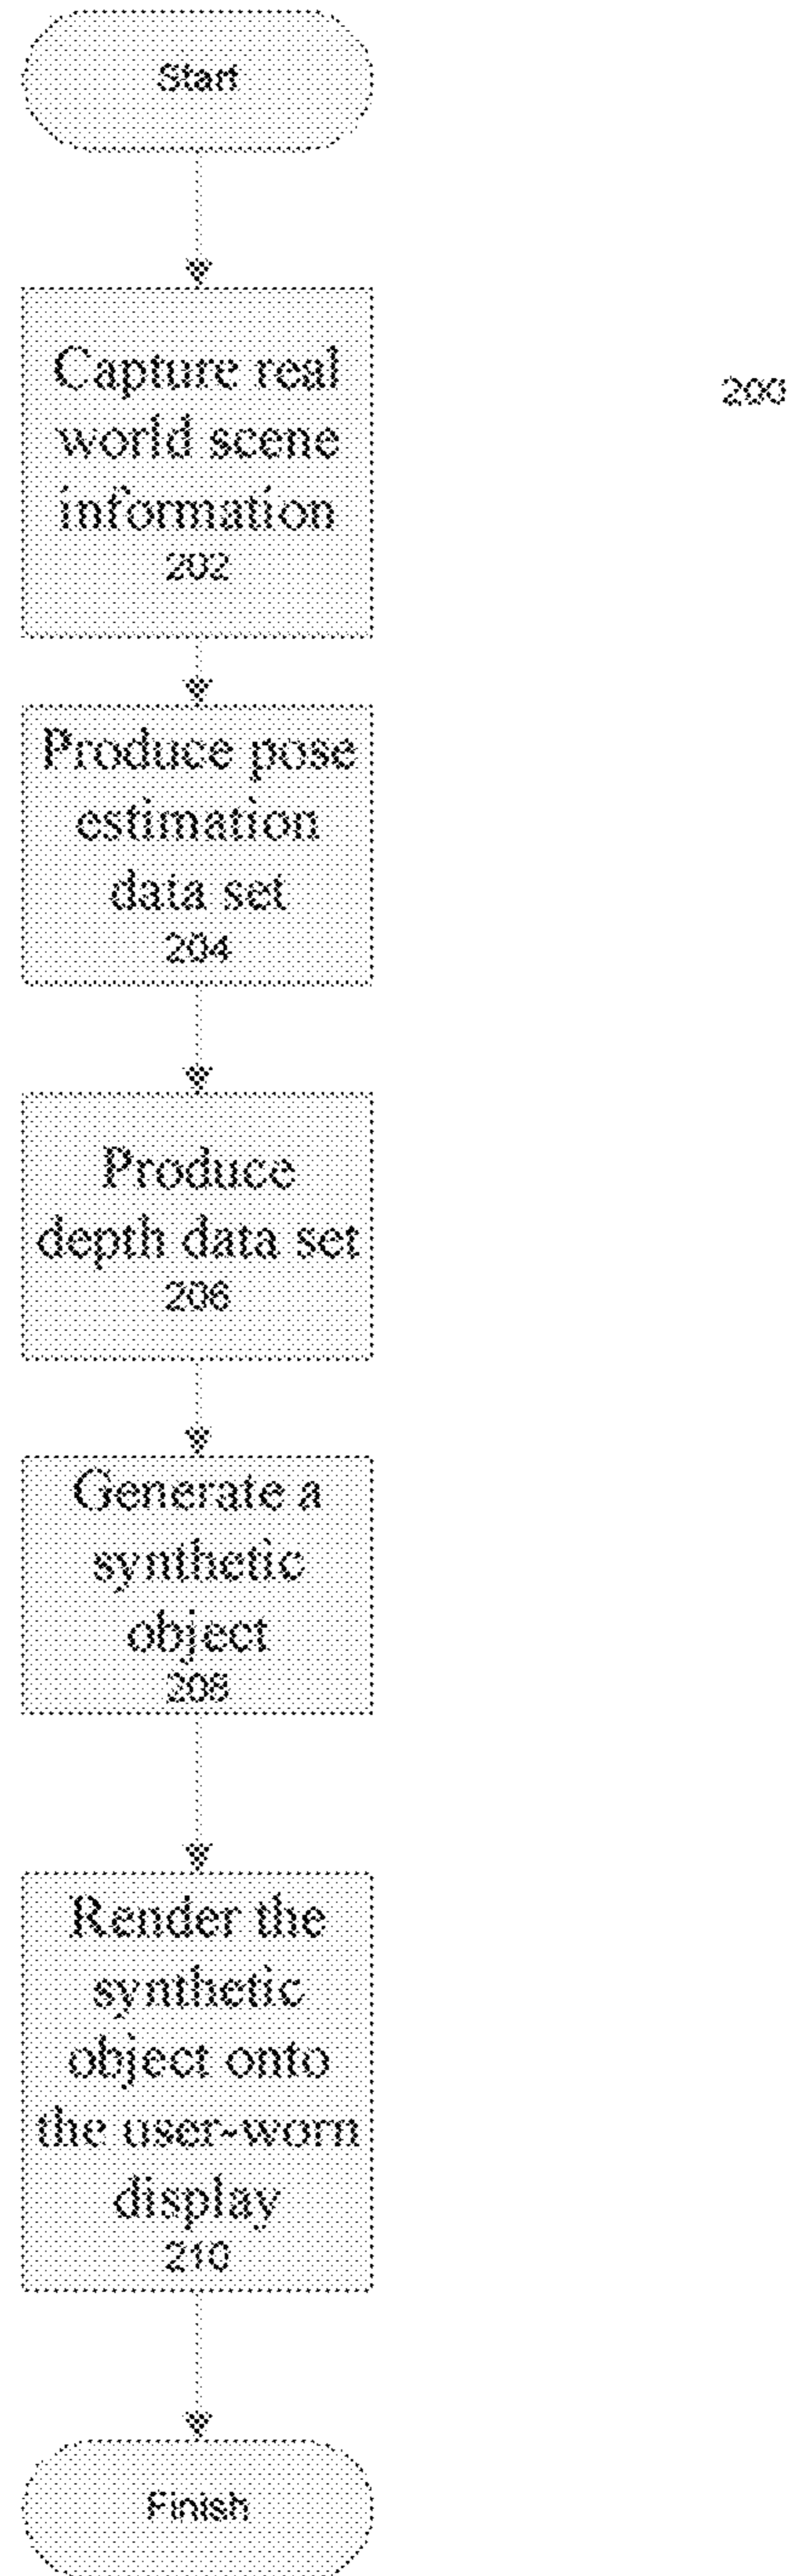 Start
Capture real
world scene
information
202
200
Produce pose
estimation
data set
204
Produce
depth data set
206
Generate a
synthetic
object
208
Render the
synthetic
object onto
the user-worn
display
210
Finish